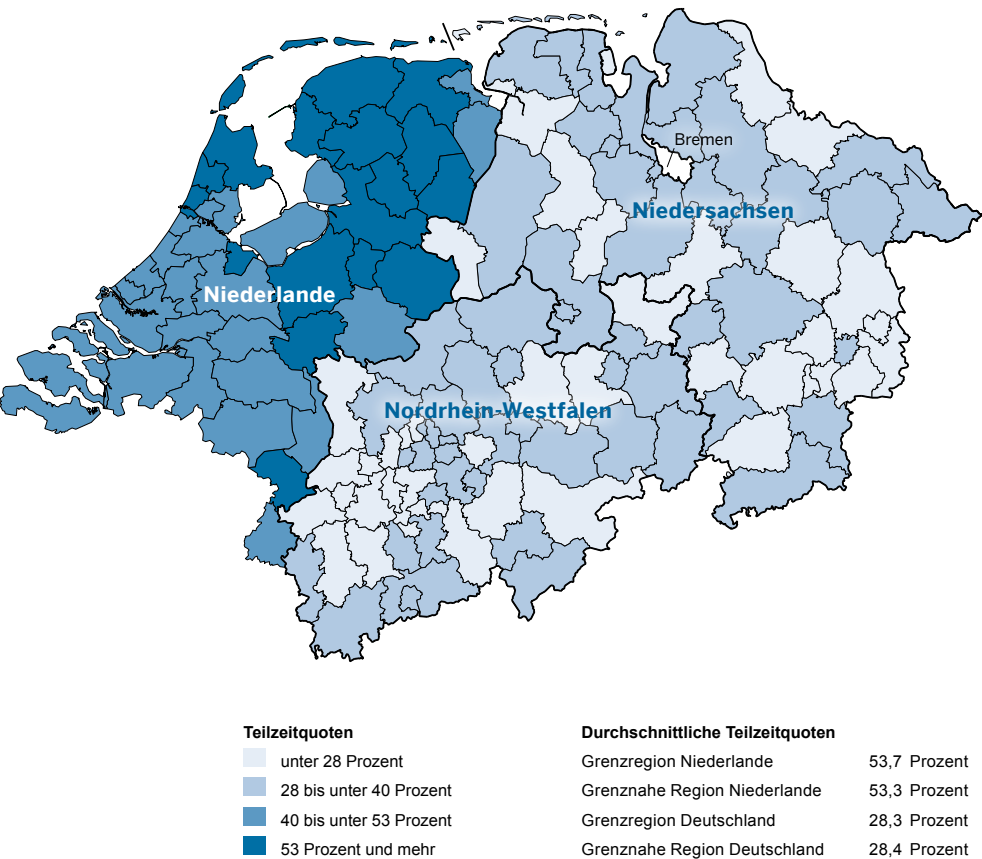 Bremen
Niedersachsen
Niederlande
Nordrhein-Westfalen
Teilzeitquoten
unter 28 Prozent
28 bis unter 40 Prozent
40 bis unter 53 Prozent
53 Prozent und mehr
Durchschnittliche Teilzeitquoten
Grenzregion Niederlande 53,7 Prozent
Grenznahe Region Niederlande 53,3 Prozent
Grenzregion Deutschland 28,3 Prozent
Grenznahe Region Deutschland 28,4 Prozent